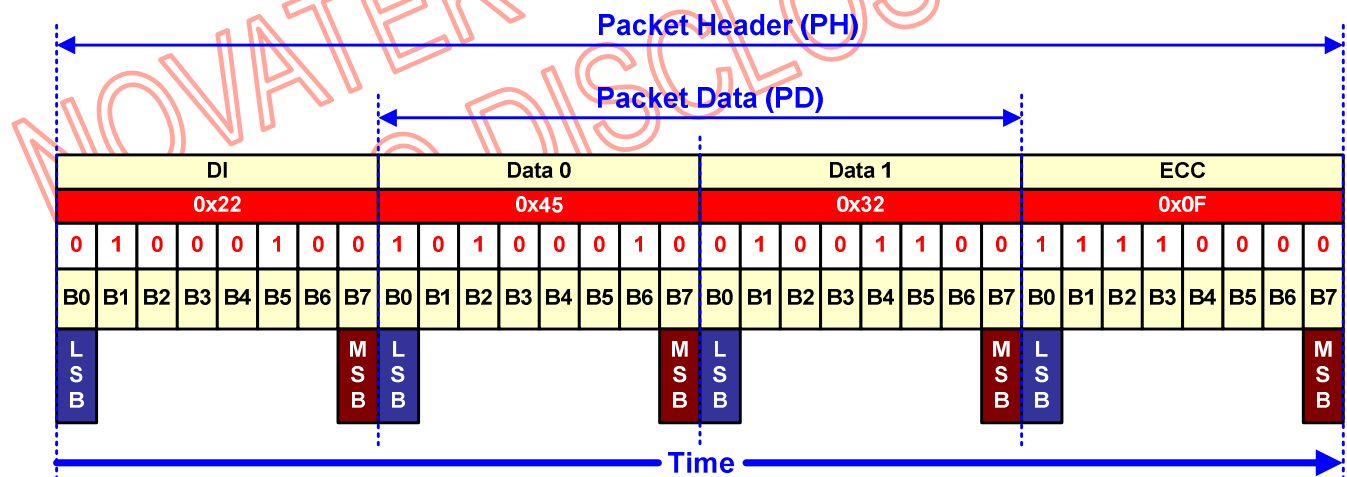 Packet Header (PH)
NOVATEK
DISCLOS
Packet Data (PD)
DI Data 0 Data 1 ECC
0x22 0x45 0x32 0x0F
0 1 0 0 0 1 0 0 1 0 1 0 0 0 1 0 0 1 0 0 1 1 0 0 1 1 1 1 0 0 0 0
B0 B1 B2 B3 B4 B5 B6 B7 B0 B1 B2 B3 B4 B5 B6 B7 B0 B1 B2 B3 B4 B5 B6 B7 B0 B1 B2 B3 B4 B5 B6 B7
LSB MSB LSB MSB LSB MSB LSB MSB
Time